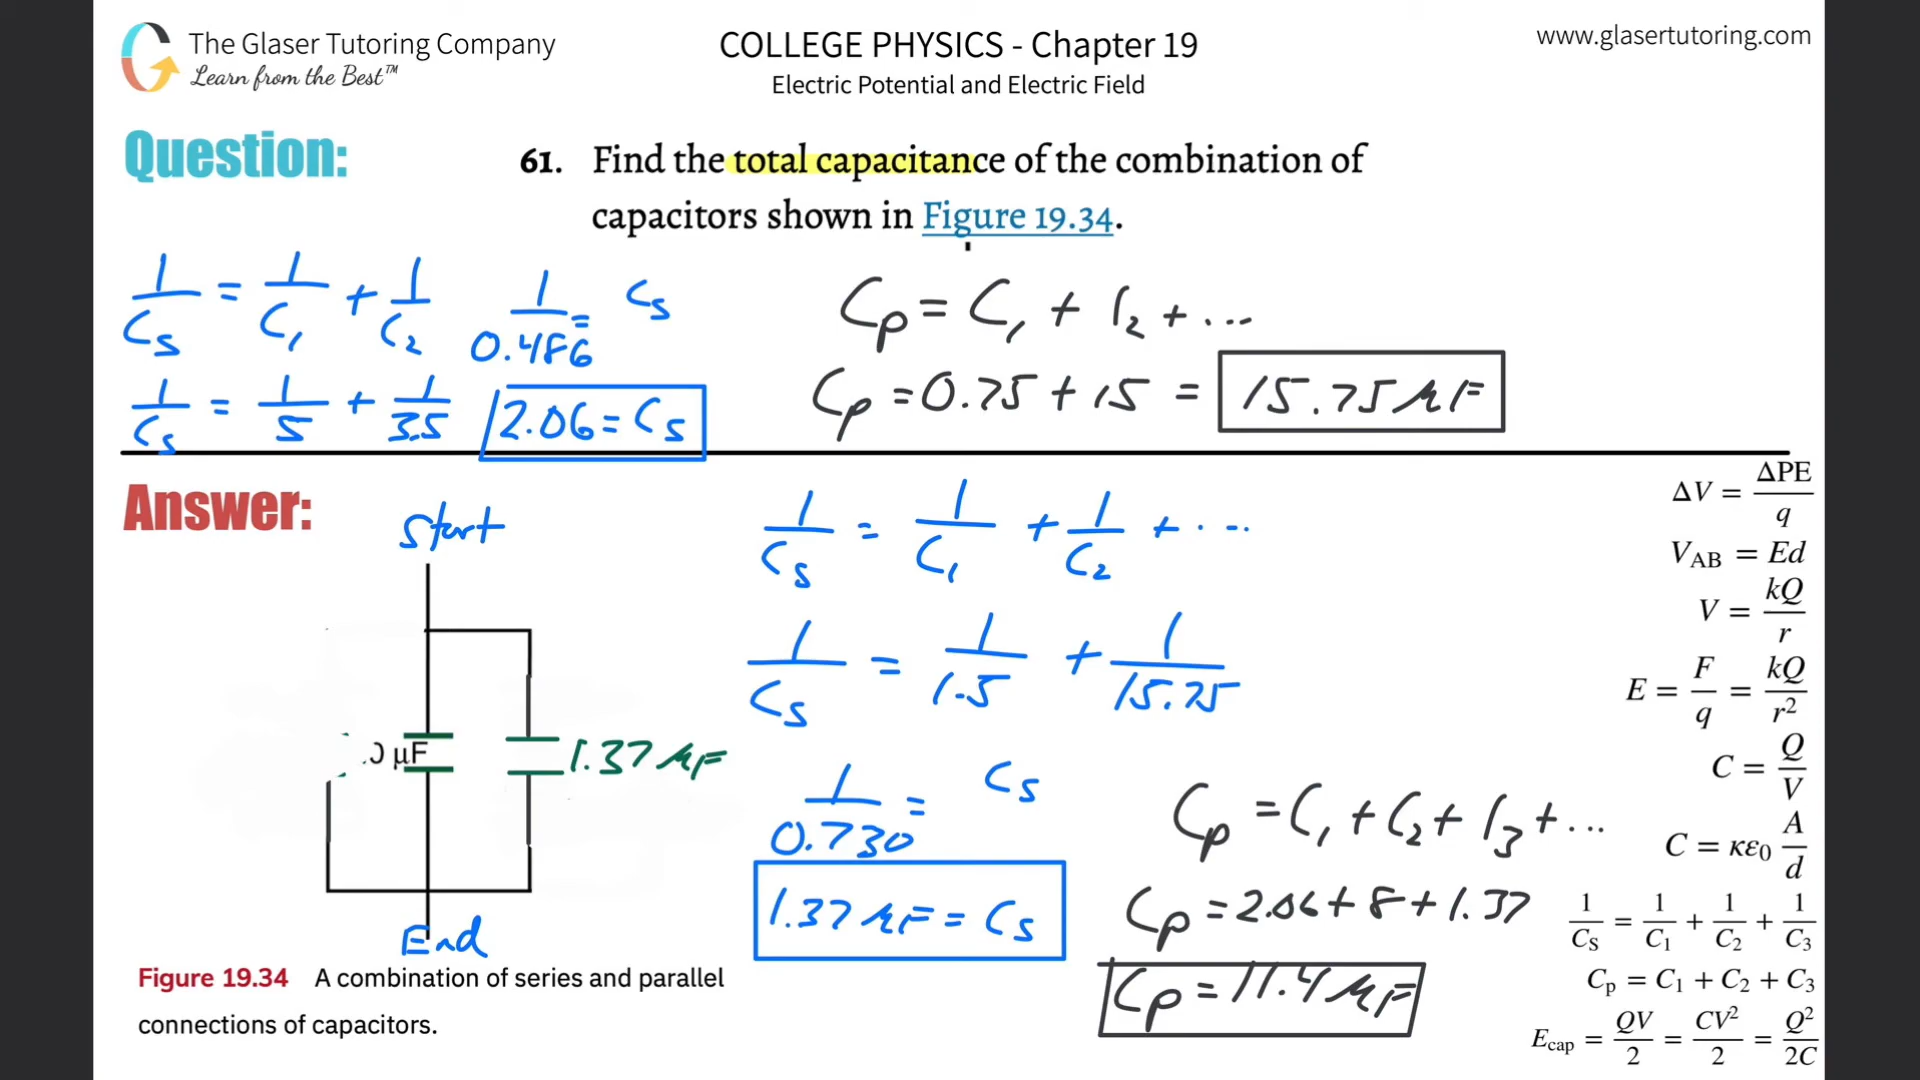 The Glaser Tutoring Company
Learn from the Best™
COLLEGE PHYSICS - Chapter 19
Electric Potential and Electric Field
www.glasertutoring.com
Question:
61. Find the total capacitance of the combination of
capacitors shown in Figure 19.34.
1/Cs = 1/C1 + 1/C2
1/0.486 = Cs
1/Cs = 1/5 + 1/3.5
2.06 = Cs
Cp = C1 + C2 + ...
Cp = 0.75 + 15 = 15.75 μF
Answer:
Start
.0 μF
1.37 μF
End
Figure 19.34 A combination of series and parallel
connections of capacitors.
1/Cs = 1/C1 + 1/C2 + ...
1/Cs = 1/1.5 + 1/15.75
1/0.730 = Cs
1.37 μF = Cs
Cp = C1 + C2 + C3 + ...
Cp = 2.06 + 8 + 1.37
Cp = 11.4 μF
ΔV = ΔPE/q
VAB = Ed
V = kQ/r
E = F/q = kQ/r²
C = Q/V
C = κε0 A/d
1/CS = 1/C1 + 1/C2 + 1/C3
Cp = C1 + C2 + C3
Ecap = QV/2 = CV²/2 = Q²/2C